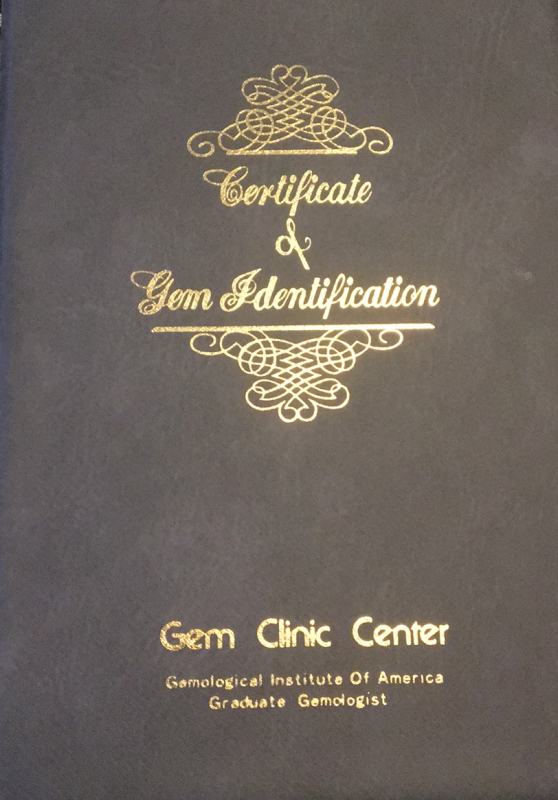 Certificate
of
Gem Identification
Gem Clinic Center
Gemological Institute Of America
Graduate Gemologist